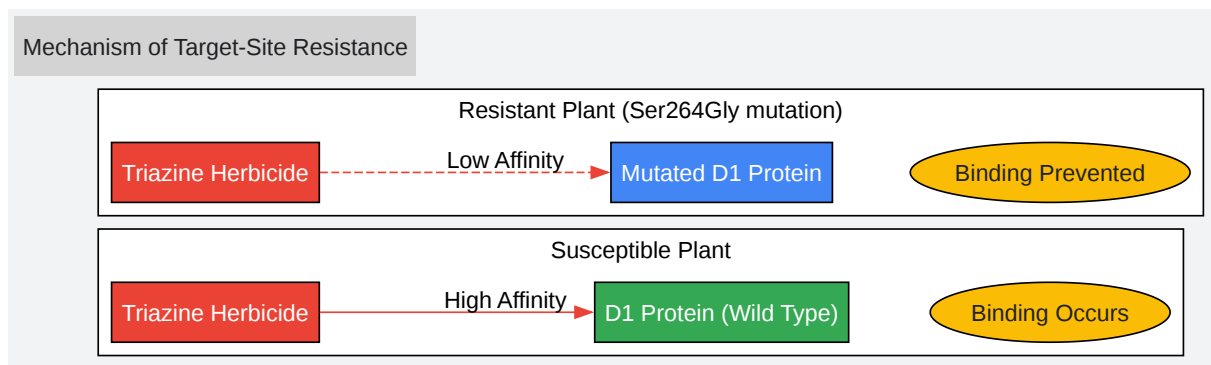 Mechanism of Target-Site Resistance
Resistant Plant (Ser264Gly mutation)
Triazine Herbicide
Low Affinity
Mutated D1 Protein
Binding Prevented
Susceptible Plant
Triazine Herbicide
High Affinity
D1 Protein (Wild Type)
Binding Occurs